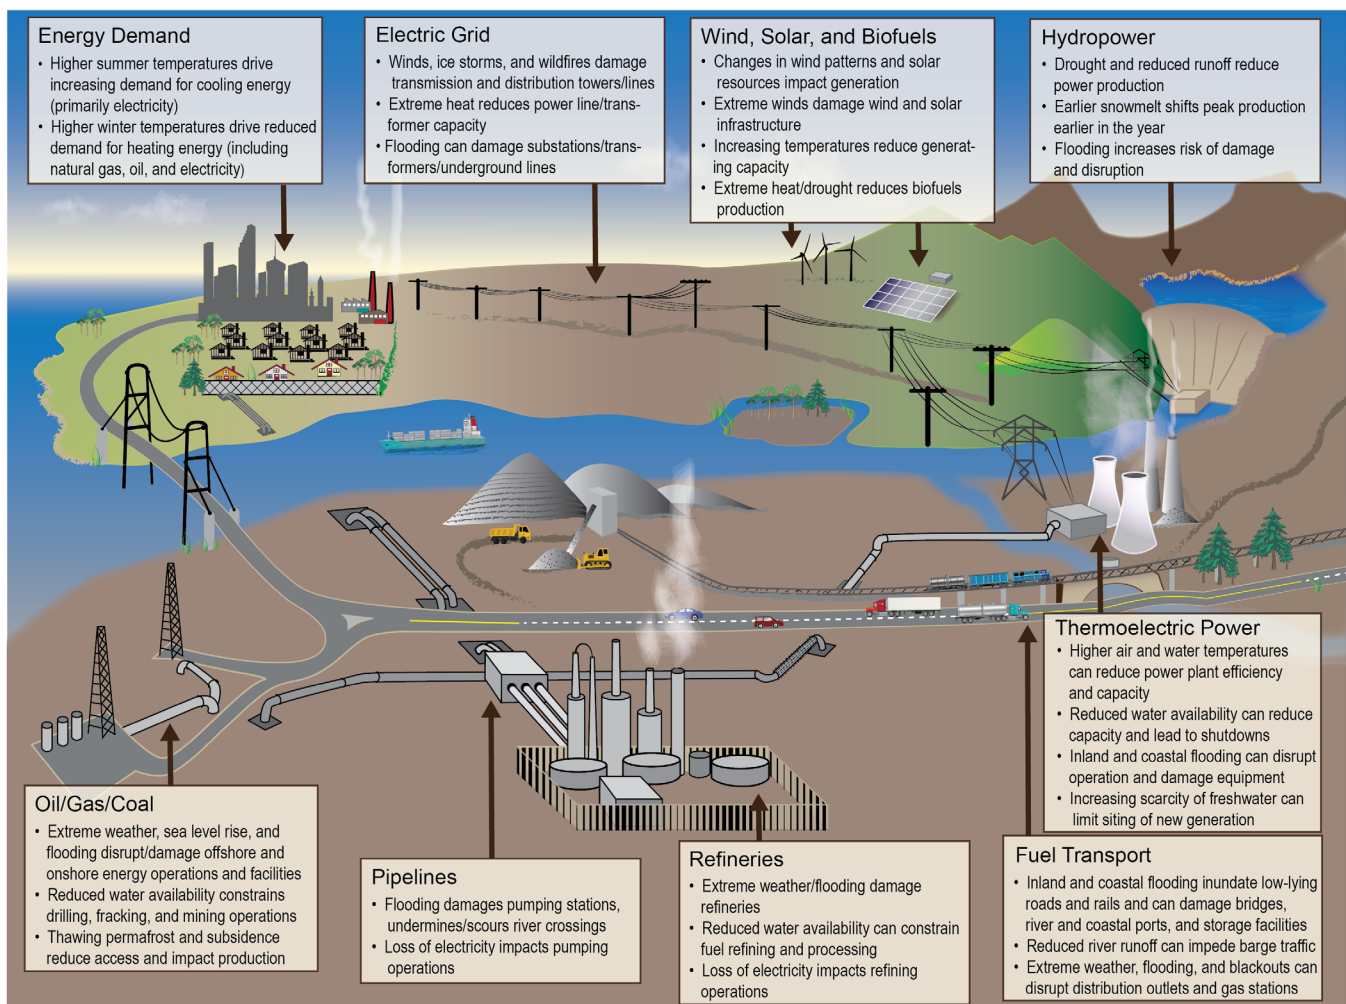 Energy Demand
• Higher summer temperatures drive
increasing demand for cooling energy
(primarily electricity)
• Higher winter temperatures drive reduced
demand for heating energy (including
natural gas, oil, and electricity)
Electric Grid
• Winds, ice storms, and wildfires damage
transmission and distribution towers/lines
• Extreme heat reduces power line/trans-
former capacity
• Flooding can damage substations/trans-
formers/underground lines
Wind, Solar, and Biofuels
• Changes in wind patterns and solar
resources impact generation
• Extreme winds damage wind and solar
infrastructure
• Increasing temperatures reduce generat-
ing capacity
• Extreme heat/drought reduces biofuels
production
Hydropower
• Drought and reduced runoff reduce
power production
• Earlier snowmelt shifts peak production
earlier in the year
• Flooding increases risk of damage
and disruption
Thermoelectric Power
• Higher air and water temperatures
can reduce power plant efficiency
and capacity
• Reduced water availability can reduce
capacity and lead to shutdowns
• Inland and coastal flooding can disrupt
operation and damage equipment
• Increasing scarcity of freshwater can
limit siting of new generation
Oil/Gas/Coal
• Extreme weather, sea level rise, and
flooding disrupt/damage offshore and
onshore energy operations and facilities
• Reduced water availability constrains
drilling, fracking, and mining operations
• Thawing permafrost and subsidence
reduce access and impact production
Pipelines
• Flooding damages pumping stations,
undermines/scours river crossings
• Loss of electricity impacts pumping
operations
Refineries
• Extreme weather/flooding damage
refineries
• Reduced water availability can constrain
fuel refining and processing
• Loss of electricity impacts refining
operations
Fuel Transport
• Inland and coastal flooding inundate low-lying
roads and rails and can damage bridges,
river and coastal ports, and storage facilities
• Reduced river runoff can impede barge traffic
• Extreme weather, flooding, and blackouts can
disrupt distribution outlets and gas stations